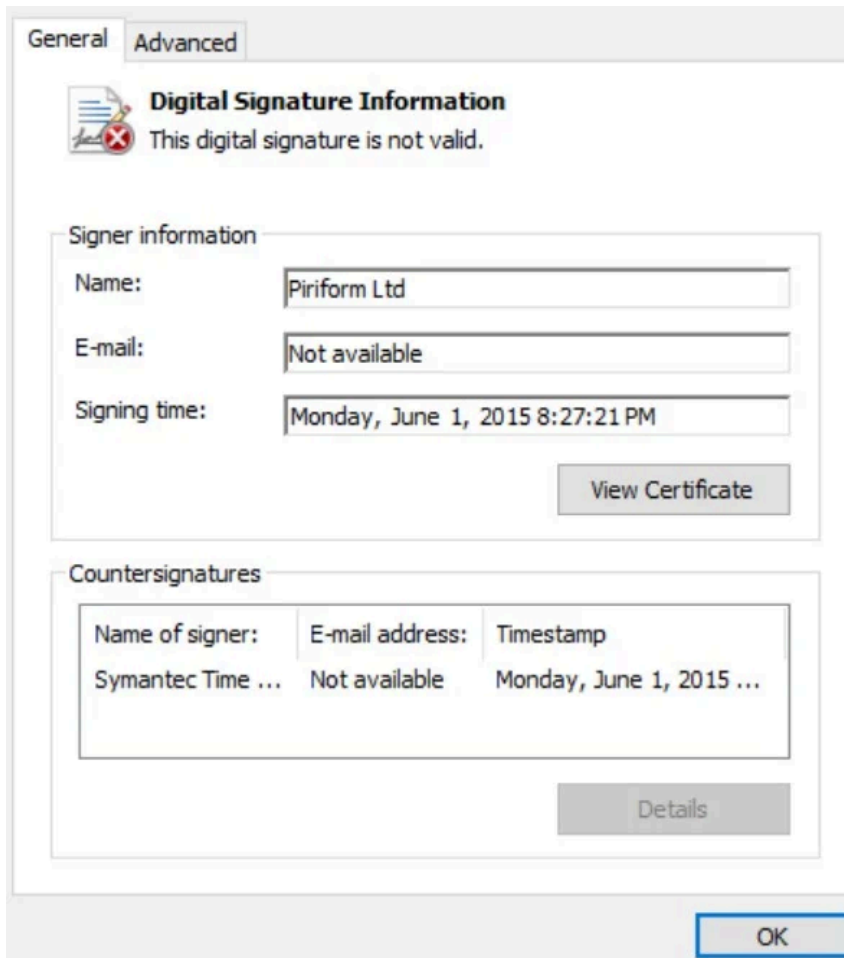 General Advanced
Digital Signature Information
This digital signature is not valid.
Signer information
Name: Piriform Ltd
E-mail: Not available
Signing time: Monday, June 1, 2015 8:27:21 PM
View Certificate
Countersignatures
Name of signer: E-mail address: Timestamp
Symantec Time ... Not available Monday, June 1, 2015 ...
Details
OK